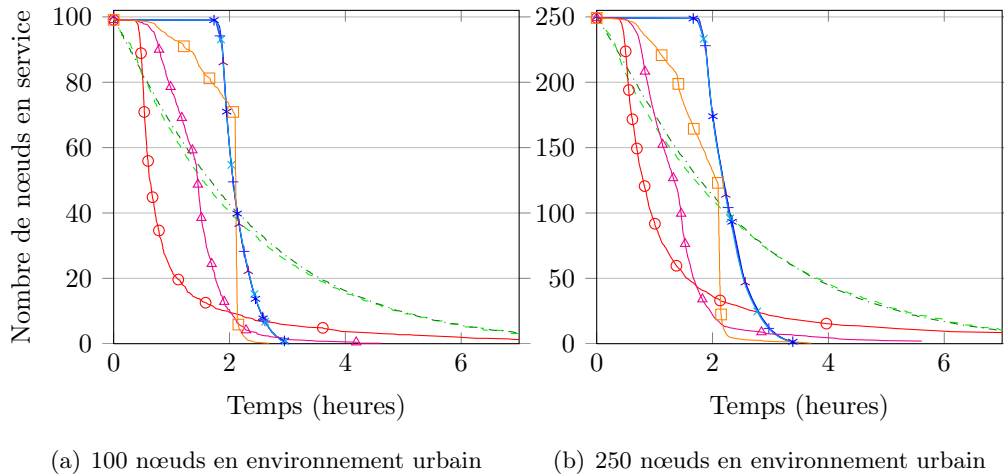 Nombre de nœuds en service
100
80
60
40
20
0
0 2 4 6
Temps (heures)
(a) 100 nœuds en environnement urbain
250
200
150
100
50
0
0 2 4 6
Temps (heures)
(b) 250 nœuds en environnement urbain